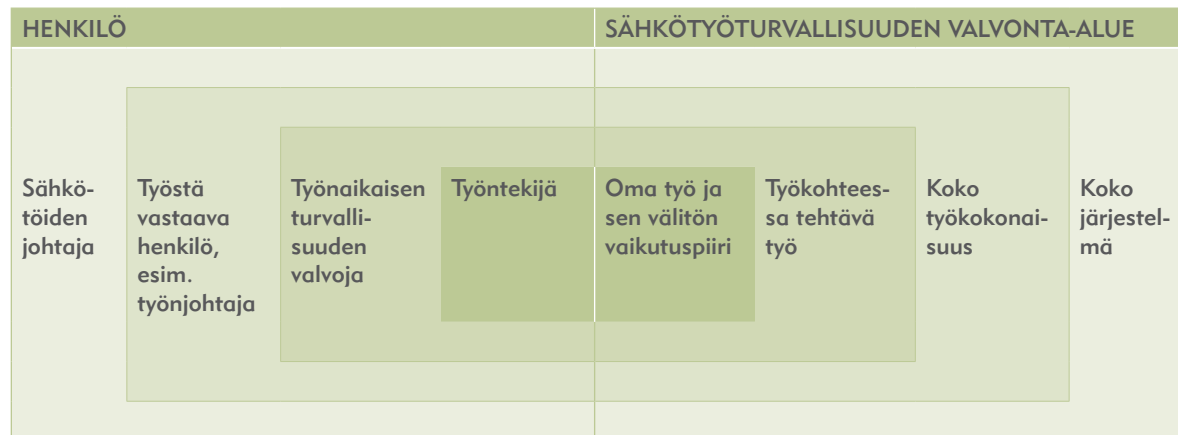 HENKILÖ
SÄHKÖTYÖTURVALLISUUDEN VALVONTA-ALUE
Sähkö-
töiden
johtaja
Työstä
vastaava
henkilö,
esim.
työnjohtaja
Työnaikaisen
turvalli-
suuden
valvoja
Työntekijä
Oma työ ja
sen välitön
vaikutuspiiri
Työkohtees-
sa tehtävä
työ
Koko
työkokonai-
suus
Koko
järjestel-
mä